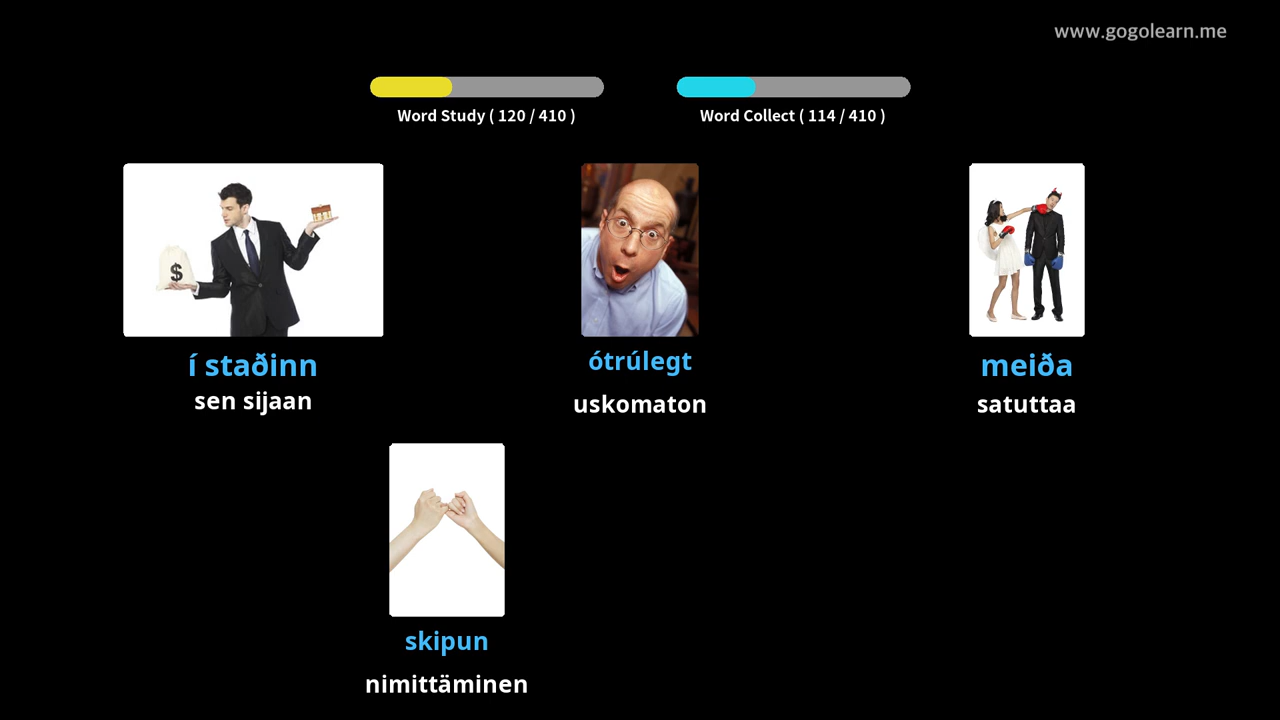 www.gogolearn.me
Word Study ( 120 / 410 )
Word Collect ( 114 / 410 )
í staðinn
sen sijaan
ótrúlegt
uskomaton
meiða
satuttaa
$
skipun
nimittäminen